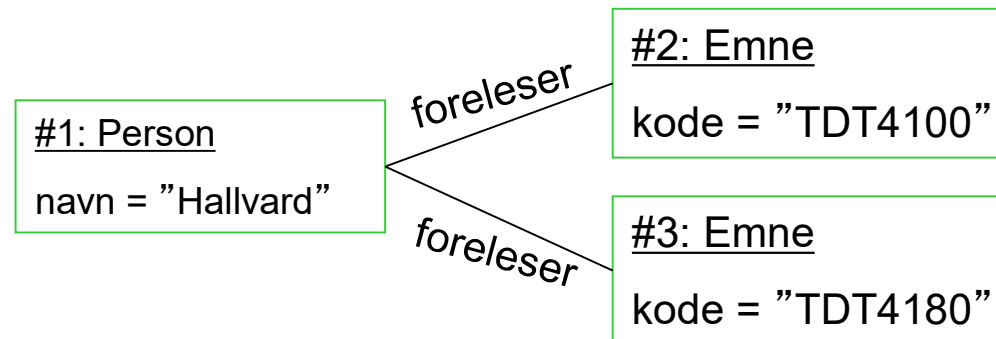 #1: Person
navn = ”Hallvard”
foreleser
foreleser
#2: Emne
kode = ”TDT4100”
#3: Emne
kode = ”TDT4180”